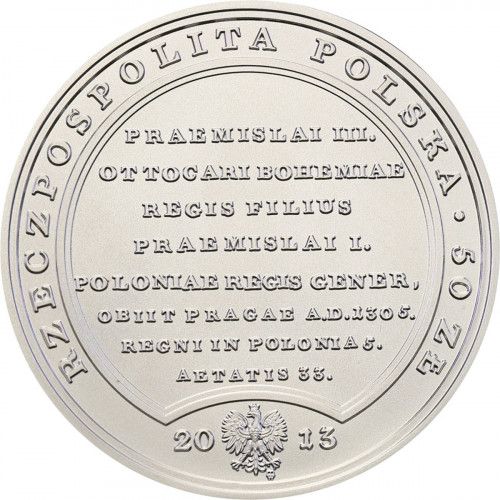 RZECZPOSPOLITA POLSKA · 50 ZŁ
PRAEMISLAI III.
OTTOCARI BOHEMIAE
REGIS FILIUS
PRAEMISLAI I.
POLONIAE REGIS GENER,
OBIIT PRAGAE A.D. 1305.
REGNI IN POLONIA 5.
AETATIS 33.
20 13